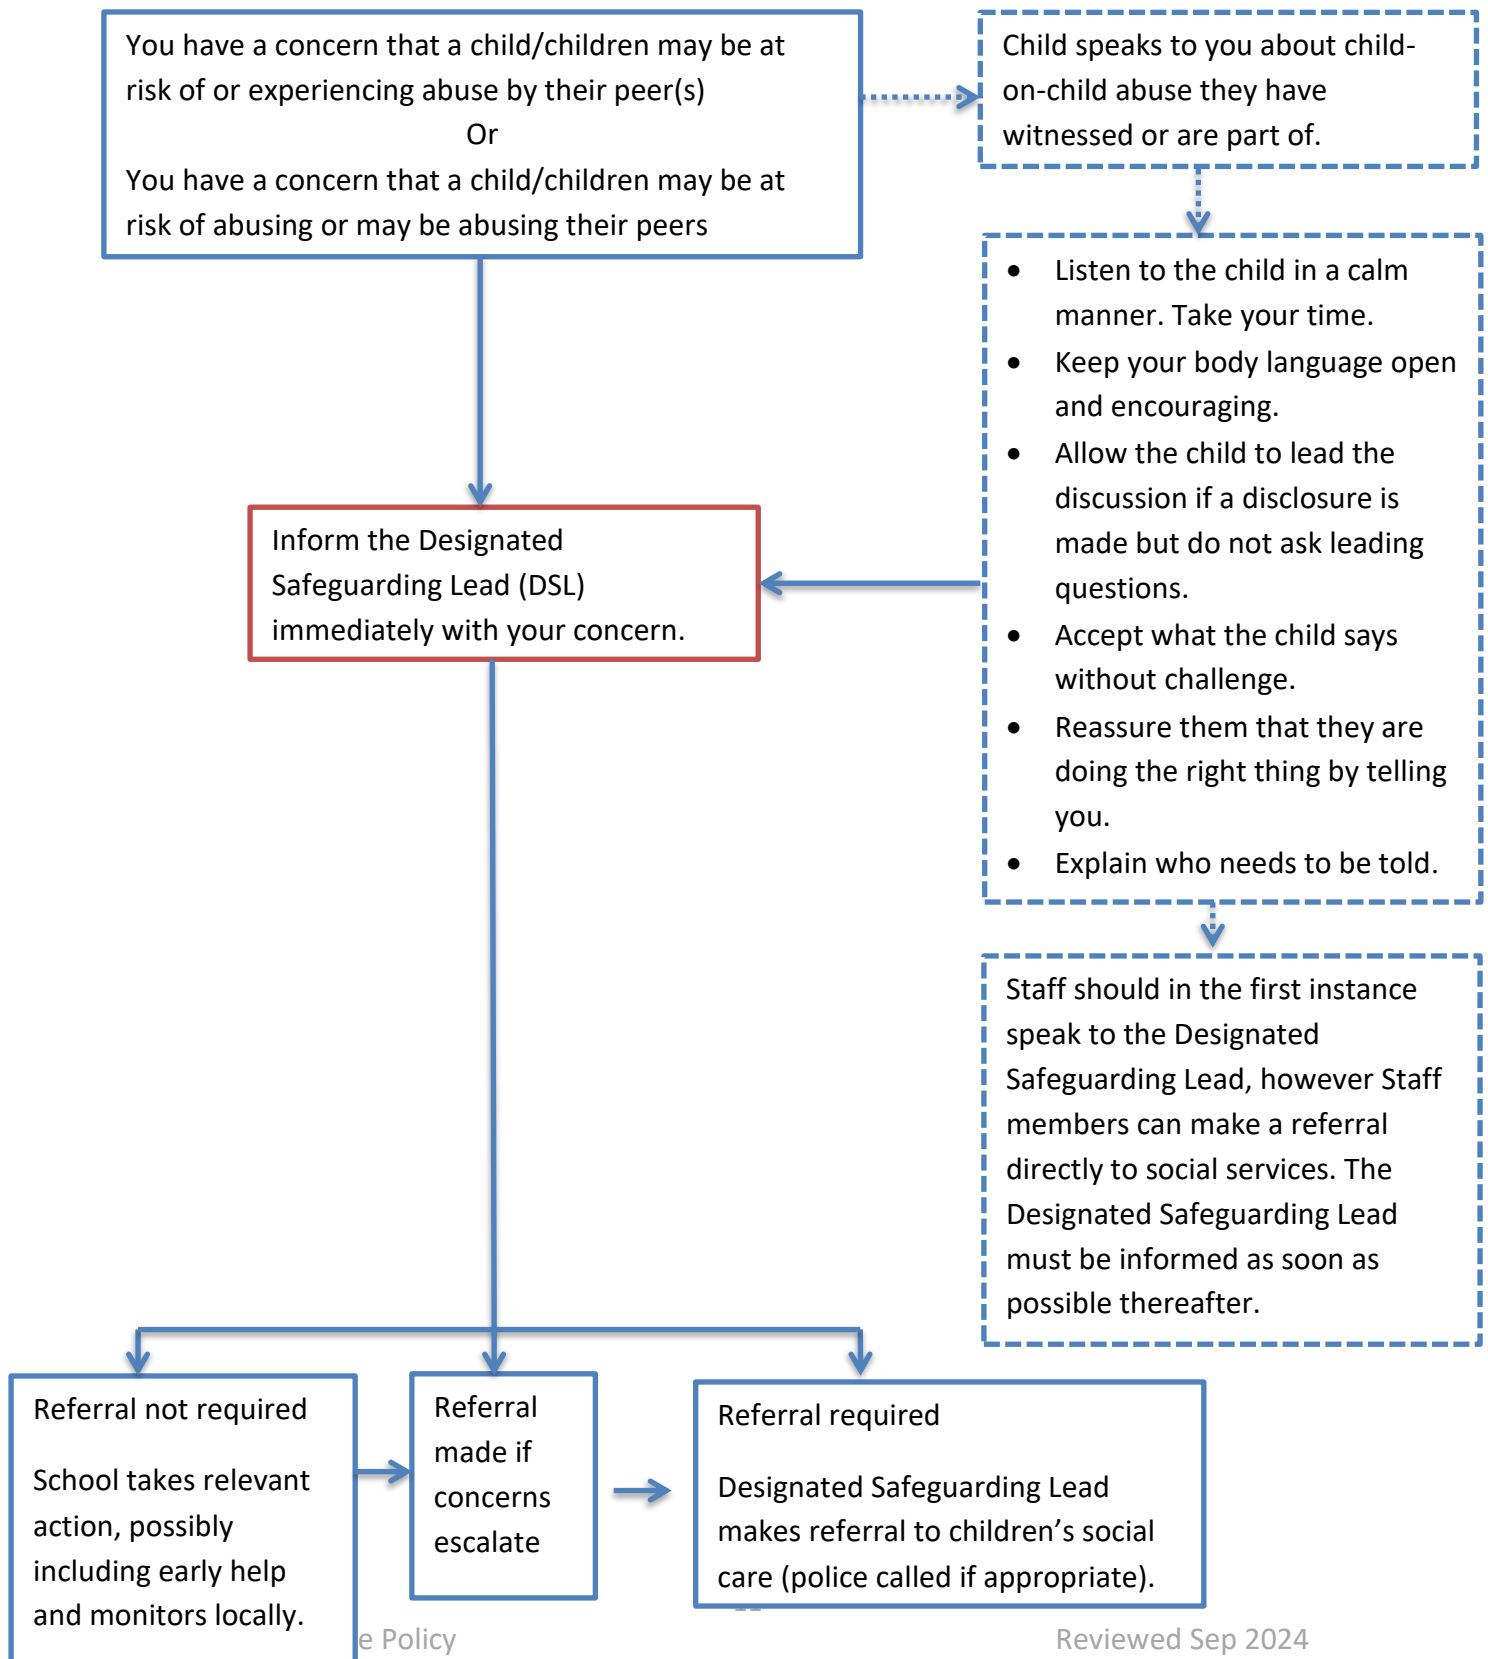 You have a concern that a child/children may be at
risk of or experiencing abuse by their peer(s)
Or
You have a concern that a child/children may be at
risk of abusing or may be abusing their peers
Child speaks to you about child-
on-child abuse they have
witnessed or are part of.
• Listen to the child in a calm
manner. Take your time.
• Keep your body language open
and encouraging.
• Allow the child to lead the
discussion if a disclosure is
made but do not ask leading
questions.
• Accept what the child says
without challenge.
• Reassure them that they are
doing the right thing by telling
you.
• Explain who needs to be told.
Inform the Designated
Safeguarding Lead (DSL)
immediately with your concern.
Staff should in the first instance
speak to the Designated
Safeguarding Lead, however Staff
members can make a referral
directly to social services. The
Designated Safeguarding Lead
must be informed as soon as
possible thereafter.
Referral not required
School takes relevant
action, possibly
including early help
and monitors locally.
Referral
made if
concerns
escalate
Referral required
Designated Safeguarding Lead
makes referral to children’s social
care (police called if appropriate).
Policy
Reviewed Sep 2024